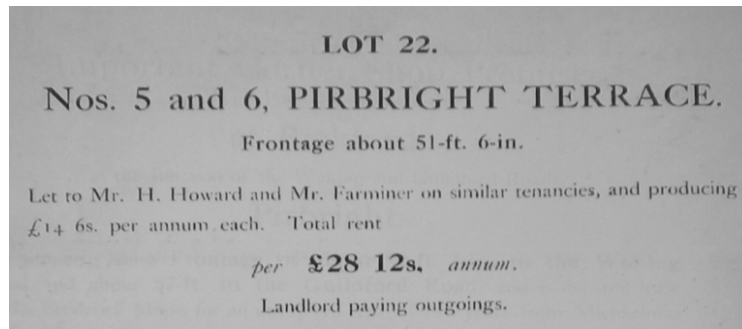 LOT 22.
Nos. 5 and 6, PIRBRIGHT TERRACE.
Frontage about 51-ft. 6-in.
Let to Mr. H. Howard and Mr. Farminer on similar tenancies, and producing
£14 6s. per annum each. Total rent
per £28 12s. annum.
Landlord paying outgoings.